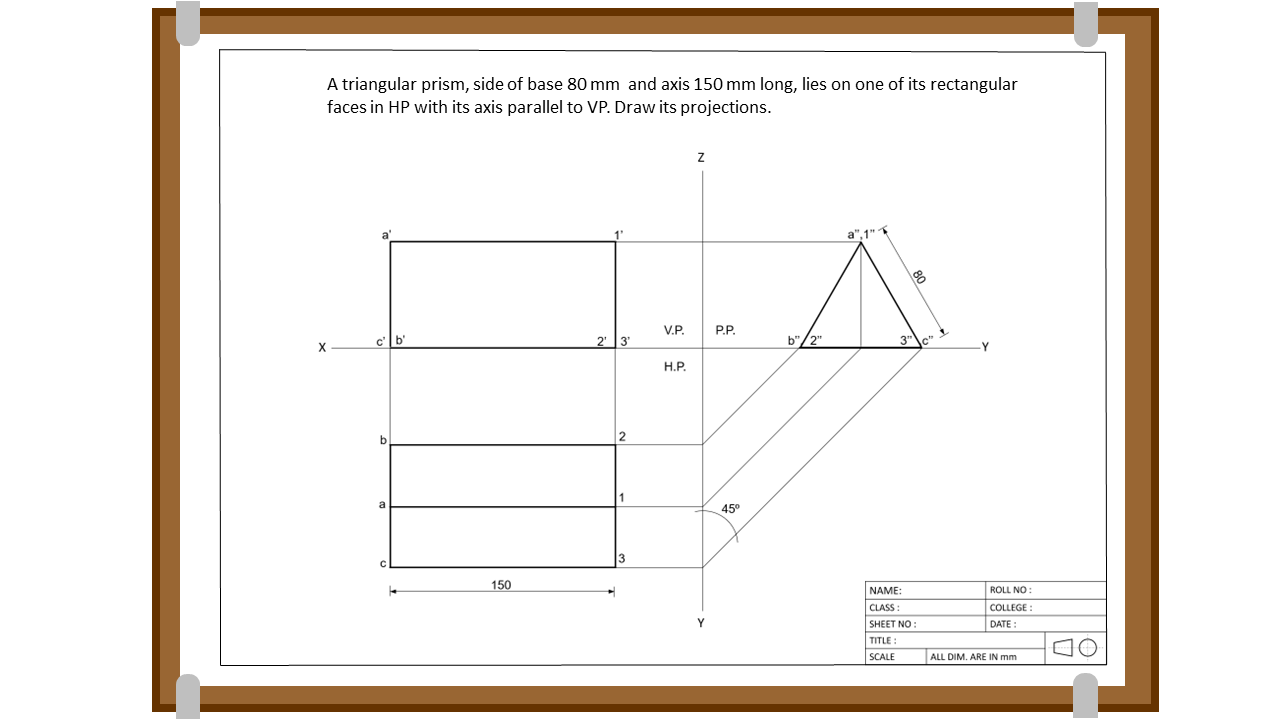 A triangular prism, side of base 80 mm and axis 150 mm long, lies on one of its rectangular
faces in HP with its axis parallel to VP. Draw its projections.
Z
a' 1' a",1"
80
V.P. P.P.
X c' b' 2' 3' b" 2" 3" c" Y
H.P.
b 2
a 1
45º
c 3
150
Y
NAME: ROLL NO :
CLASS : COLLEGE :
SHEET NO : DATE :
TITLE :
SCALE ALL DIM. ARE IN mm